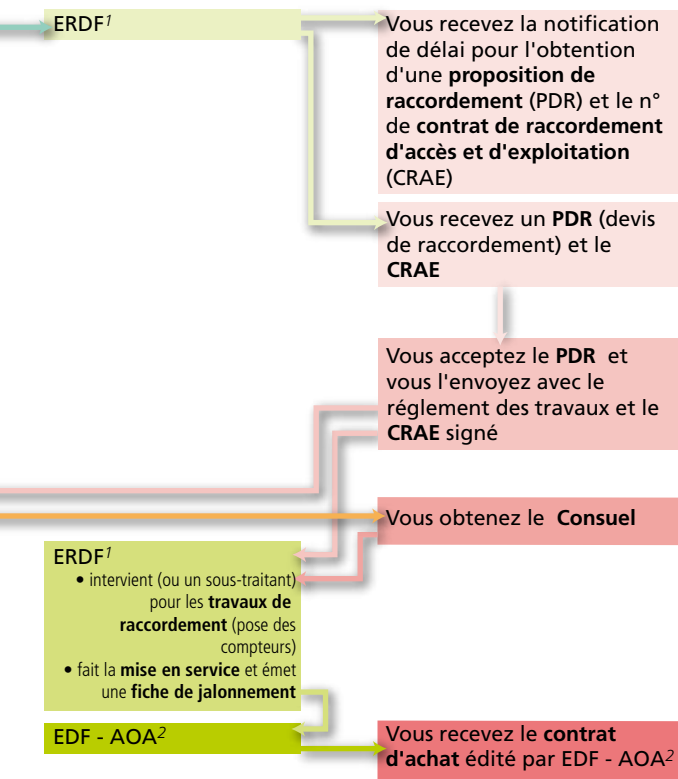 ERDF¹
Vous recevez la notification
de délai pour l'obtention
d'une proposition de
raccordement (PDR) et le n°
de contrat de raccordement
d'accès et d'exploitation
(CRAE)
Vous recevez un PDR (devis
de raccordement) et le
CRAE
Vous acceptez le PDR et
vous l'envoyez avec le
réglement des travaux et le
CRAE signé
Vous obtenez le Consuel
ERDF¹
• intervient (ou un sous-traitant)
pour les travaux de
raccordement (pose des
compteurs)
• fait la mise en service et émet
une fiche de jalonnement
EDF - AOA²
Vous recevez le contrat
d'achat édité par EDF - AOA²